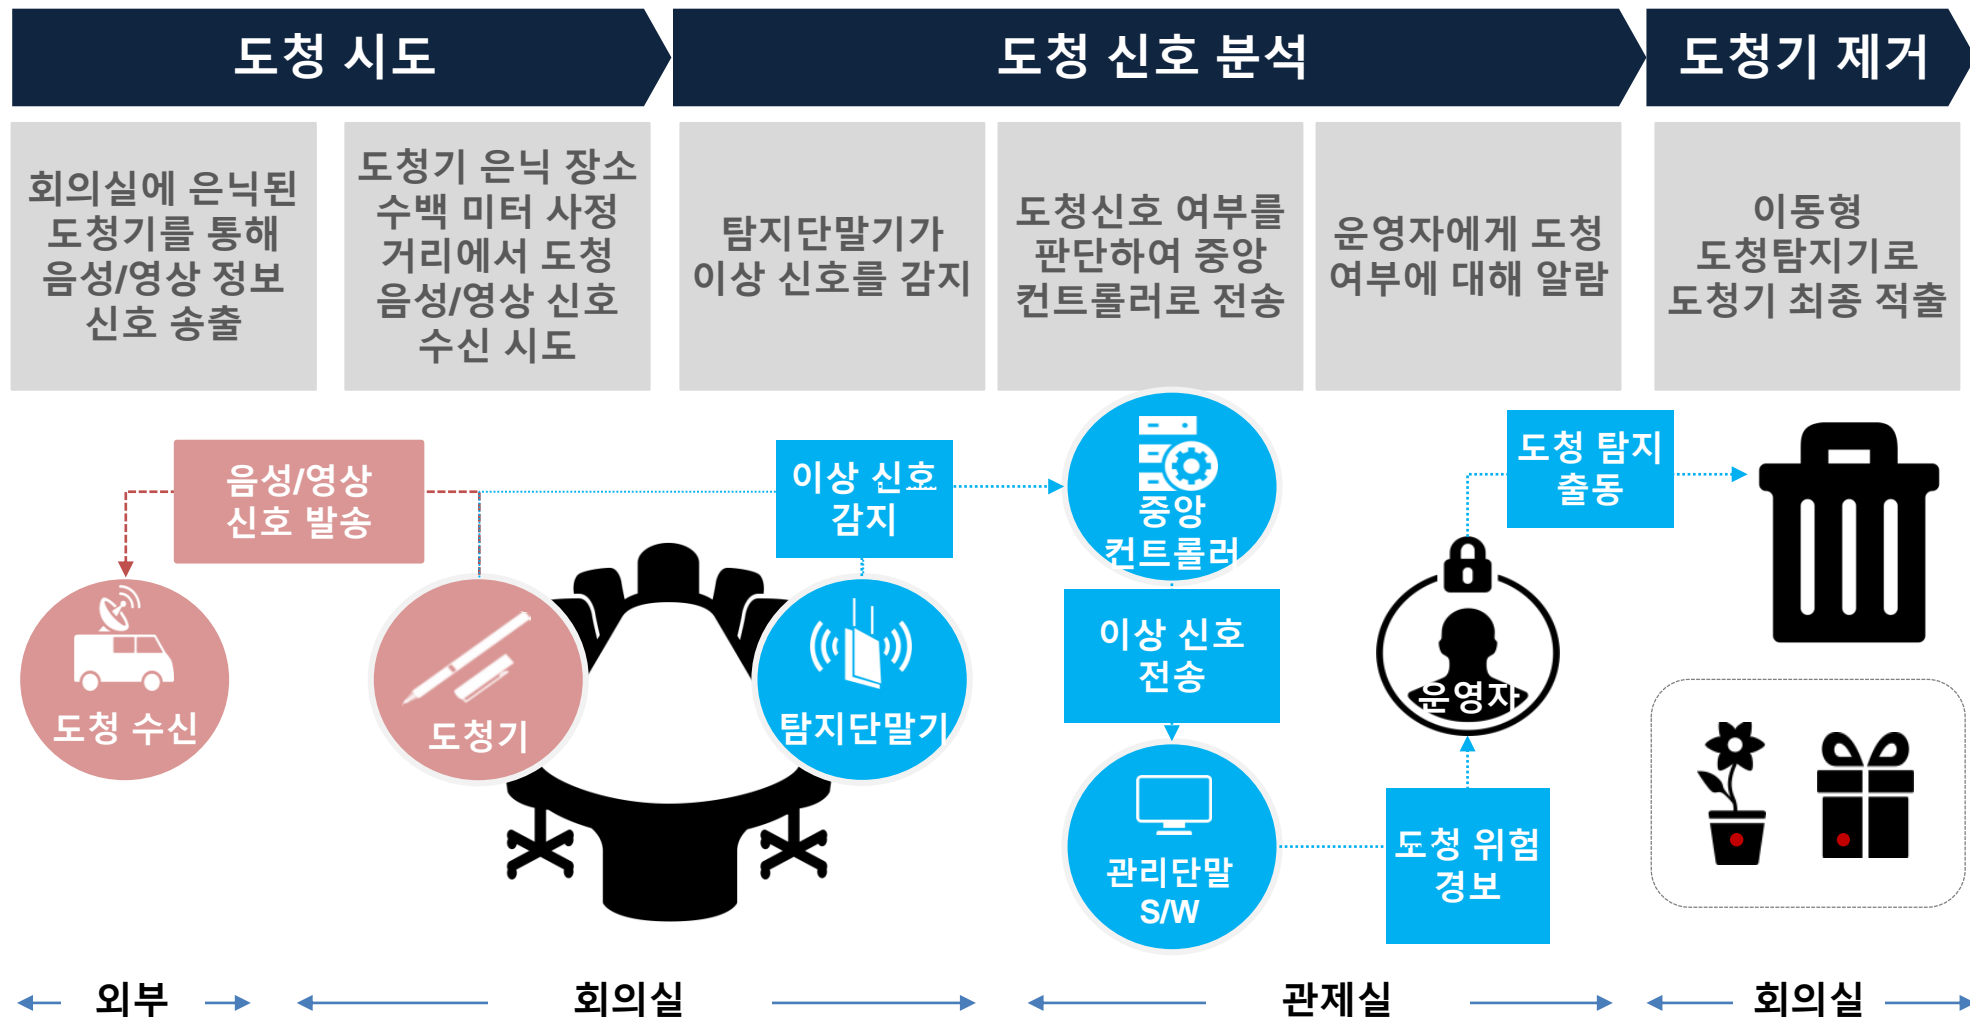 도청 시도
도청 신호 분석
도청기 제거
회의실에 은닉된
도청기를 통해
음성/영상 정보
신호 송출
도청기 은닉 장소
수백 미터 사정
거리에서 도청
음성/영상 신호
수신 시도
탐지단말기가
이상 신호를 감지
도청신호 여부를
판단하여 중앙
컨트롤러로 전송
운영자에게 도청
여부에 대해 알람
이동형
도청탐지기로
도청기 최종 적출
음성/영상
신호 발송
이상 신호
감지
중앙
컨트롤러
도청 탐지
출동
도청 수신
도청기
탐지단말기
이상 신호
전송
운영자
관리단말
S/W
도청 위험
경보
외부
회의실
관제실
회의실